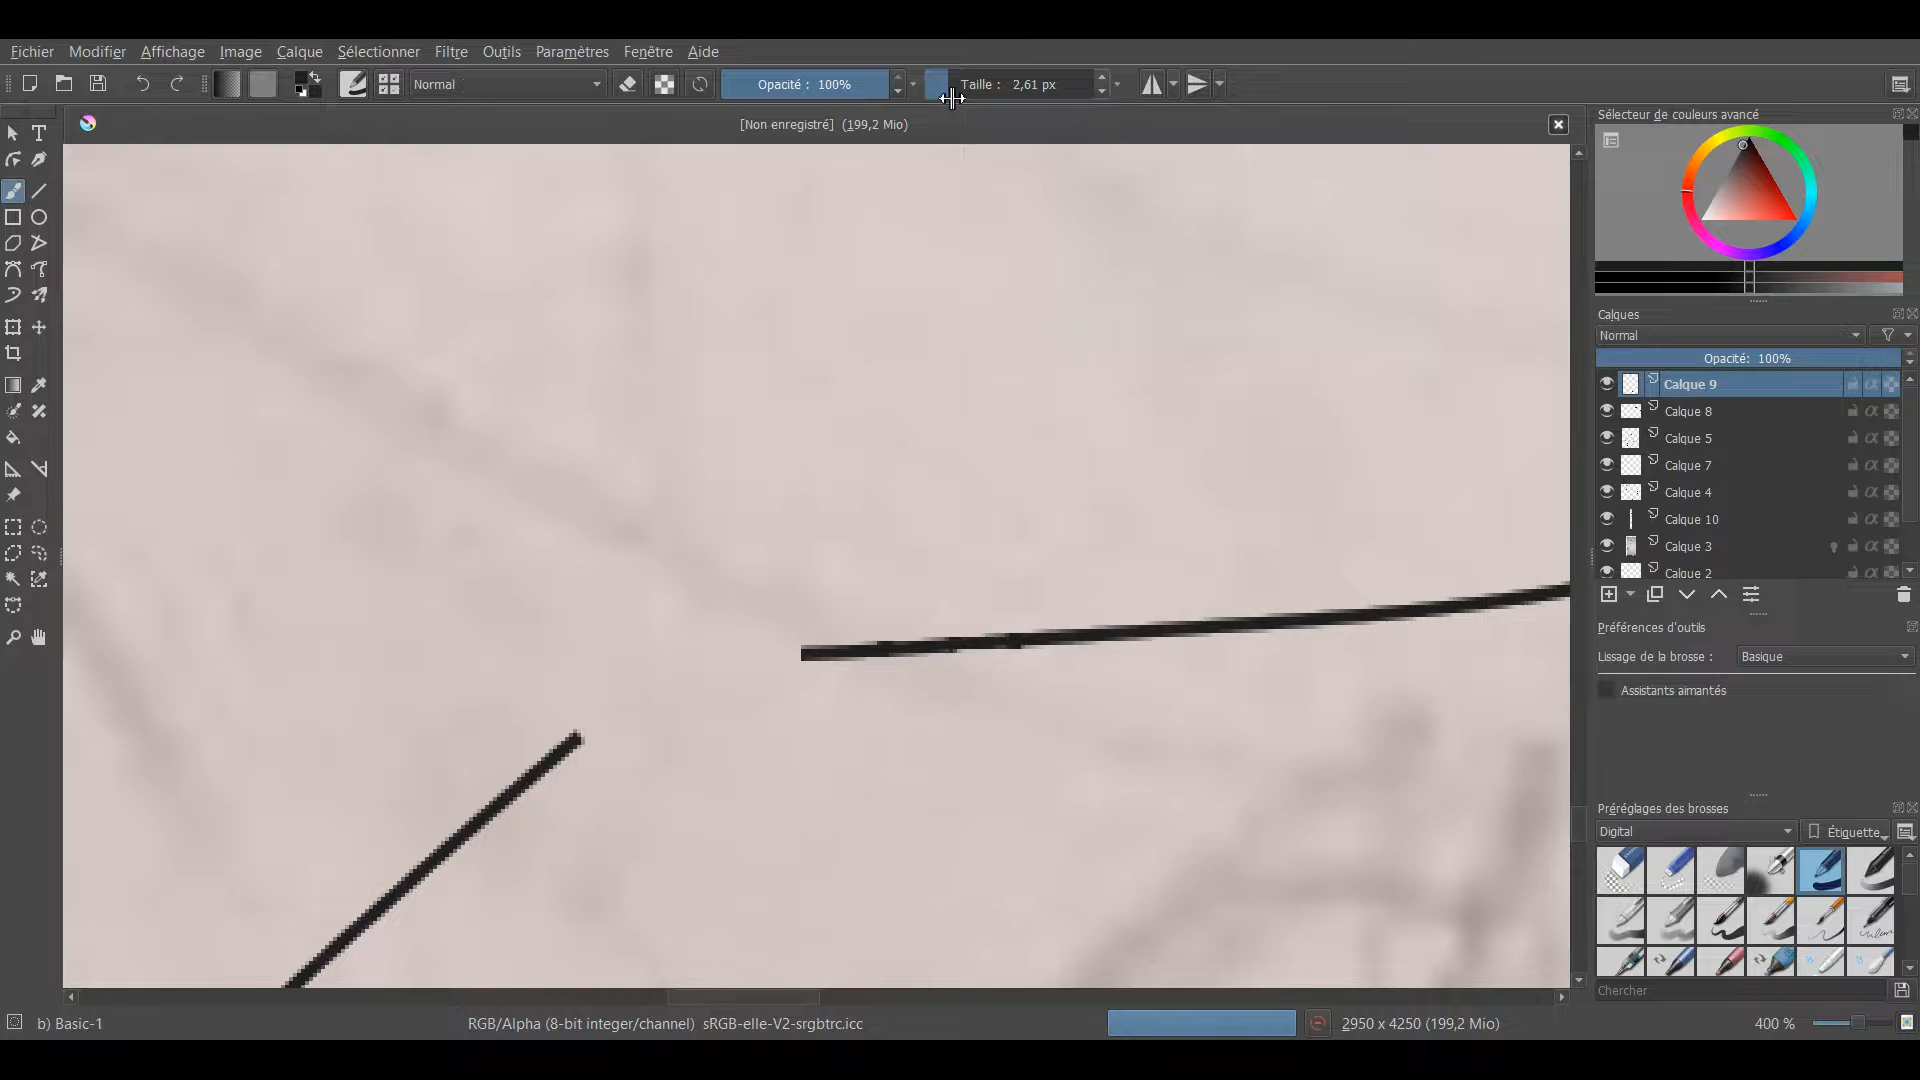 Fichier Modifier Affichage Image Calque Sélectionner Filtre Outils Paramètres Fenêtre Aide
Normal Opacité : 100% Taille : 2,61 px
[Non enregistré] (199,2 Mio)
Sélecteur de couleurs avancé
Calques
Normal
Opacité: 100%
Calque 9
Calque 8
Calque 5
Calque 7
Calque 4
Calque 10
Calque 3
Calque 2
Préférences d'outils
Lissage de la brosse : Basique
Assistants aimantés
Préréglages des brosses
Digital Étiquette
Chercher
b) Basic-1 RGB/Alpha (8-bit integer/channel) sRGB-elle-V2-srgbtrc.icc 2950 x 4250 (199,2 Mio) 400 %